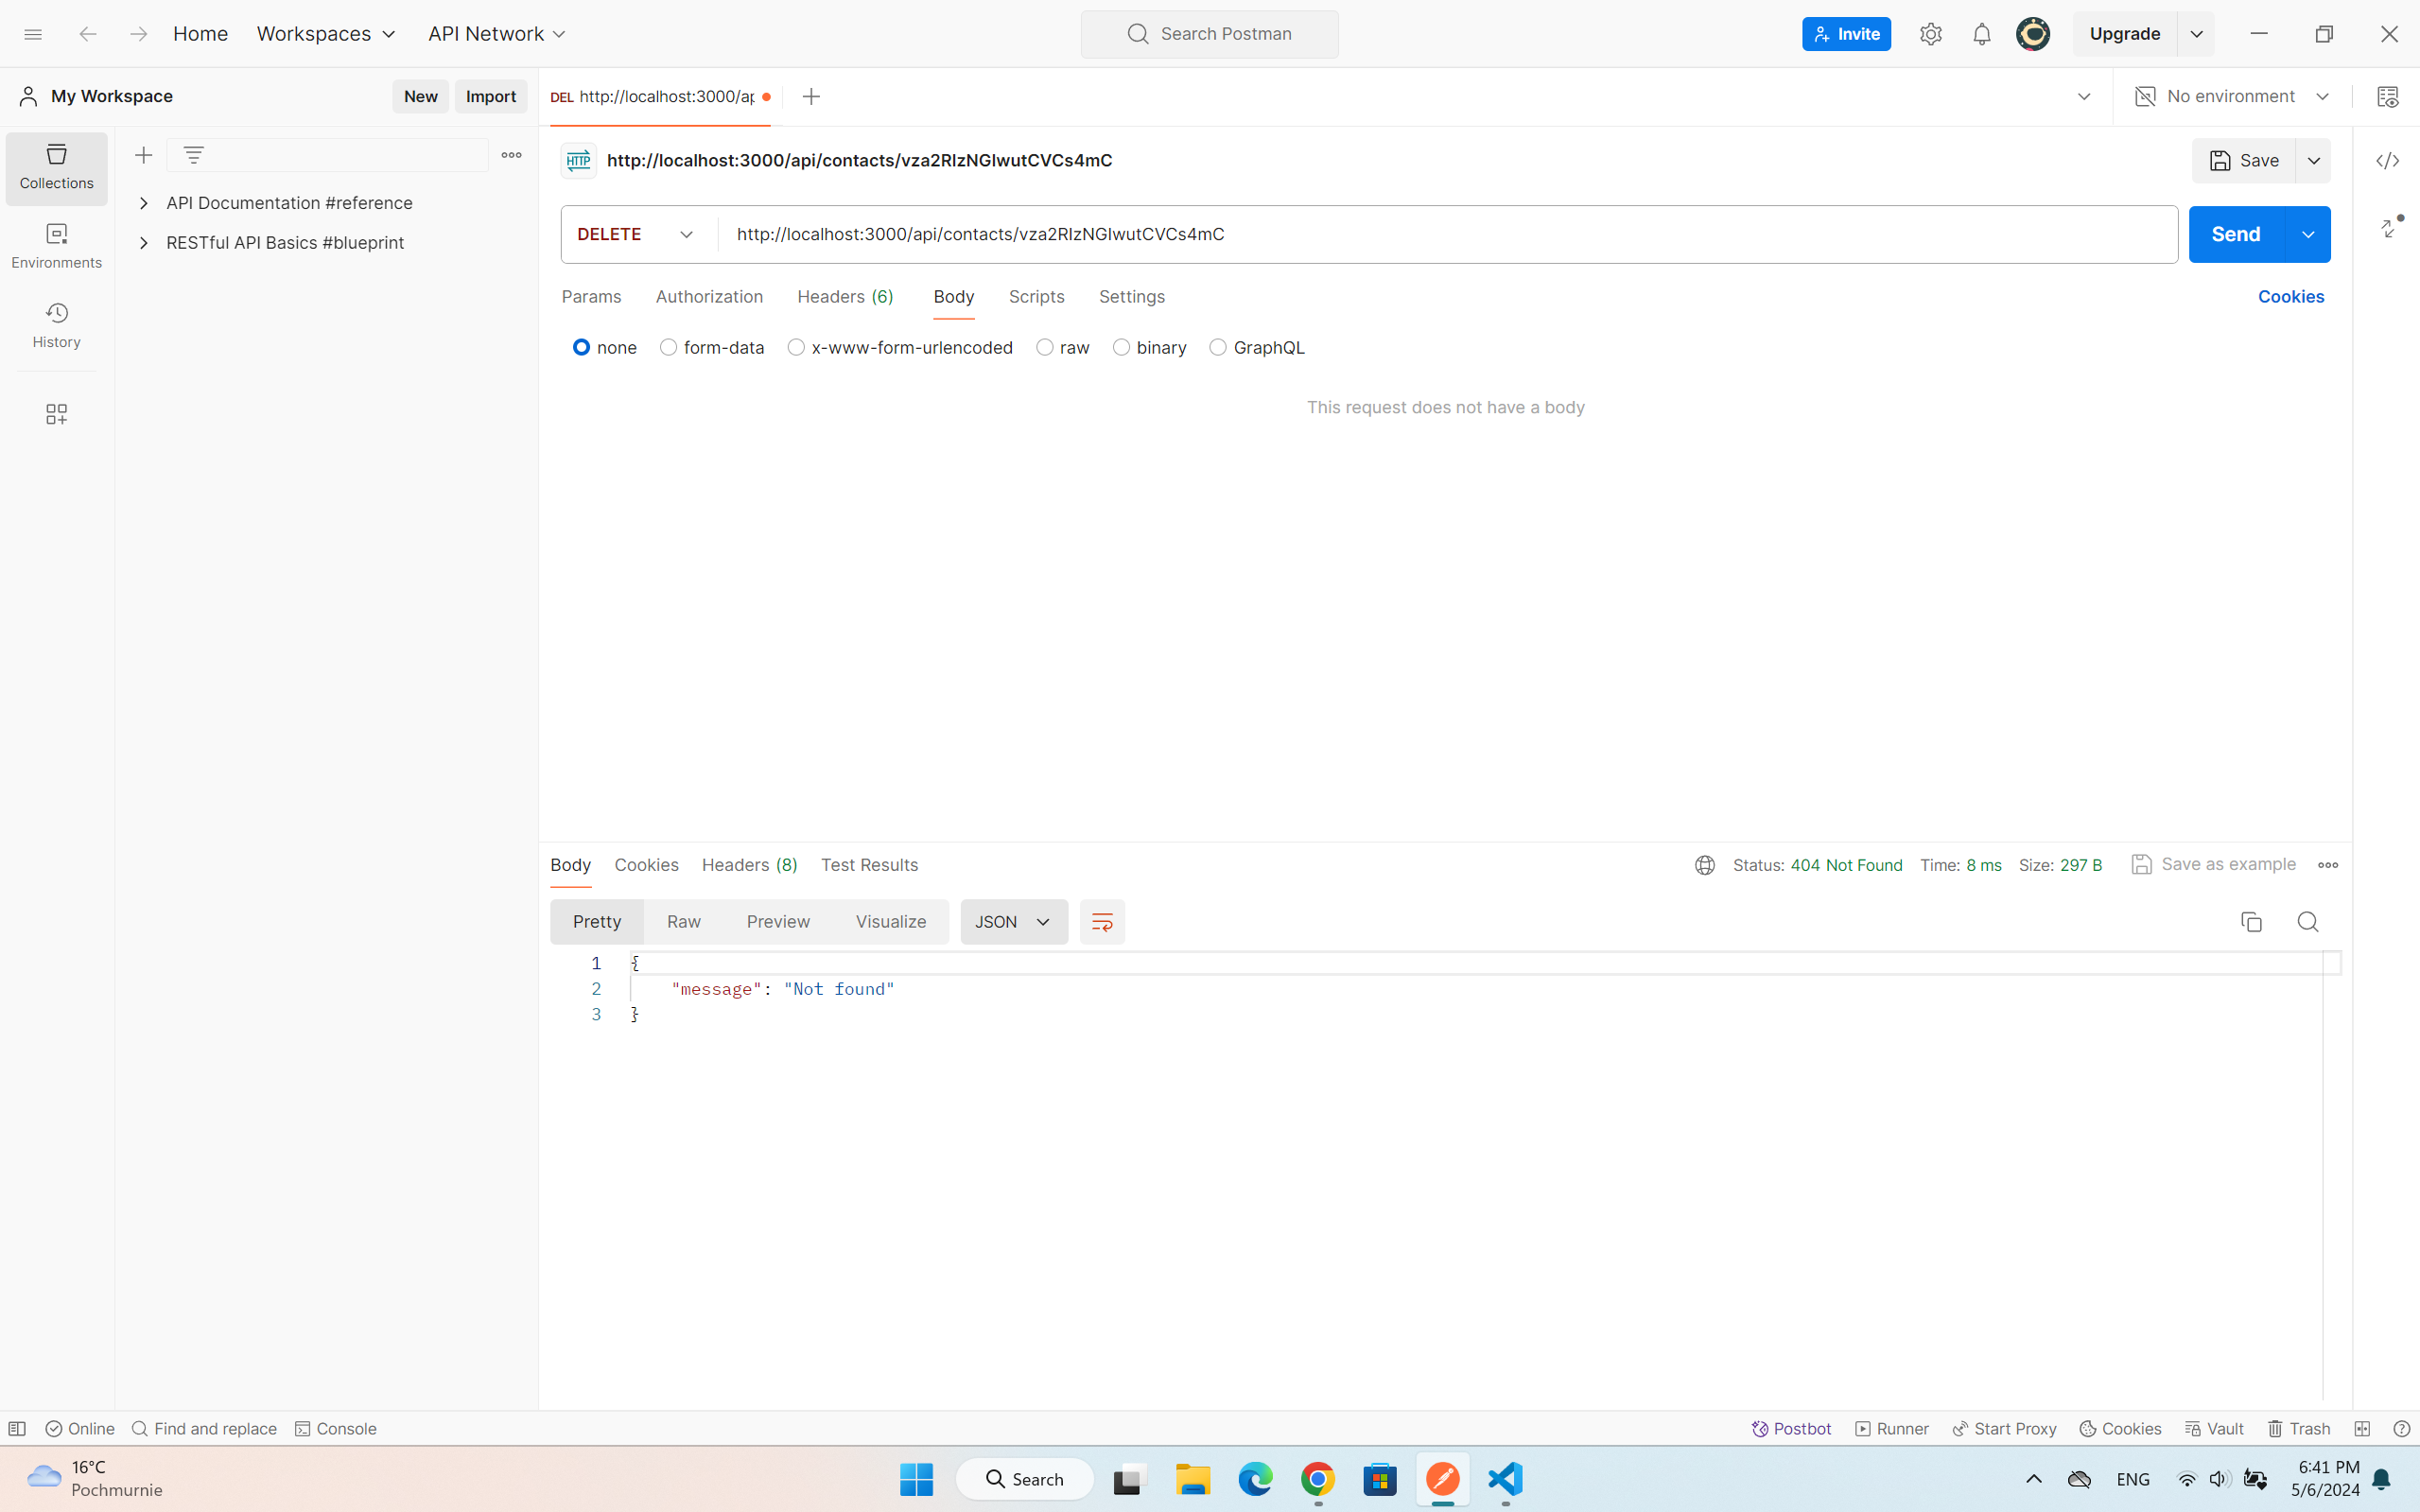 Home Workspaces API Network Search Postman Invite Upgrade
My Workspace New Import DEL http://localhost:3000/ap No environment
Collections
API Documentation #reference
RESTful API Basics #blueprint
Environments
History
HTTP http://localhost:3000/api/contacts/vza2RIzNGIwutCVCs4mC Save
DELETE http://localhost:3000/api/contacts/vza2RIzNGIwutCVCs4mC Send
Params Authorization Headers (6) Body Scripts Settings Cookies
none form-data x-www-form-urlencoded raw binary GraphQL
This request does not have a body
Body Cookies Headers (8) Test Results Status: 404 Not Found Time: 8 ms Size: 297 B Save as example
Pretty Raw Preview Visualize JSON
1 {
2 "message": "Not found"
3 }
Online Find and replace Console Postbot Runner Start Proxy Cookies Vault Trash
16°C
Pochmurnie
Search
ENG
6:41 PM
5/6/2024